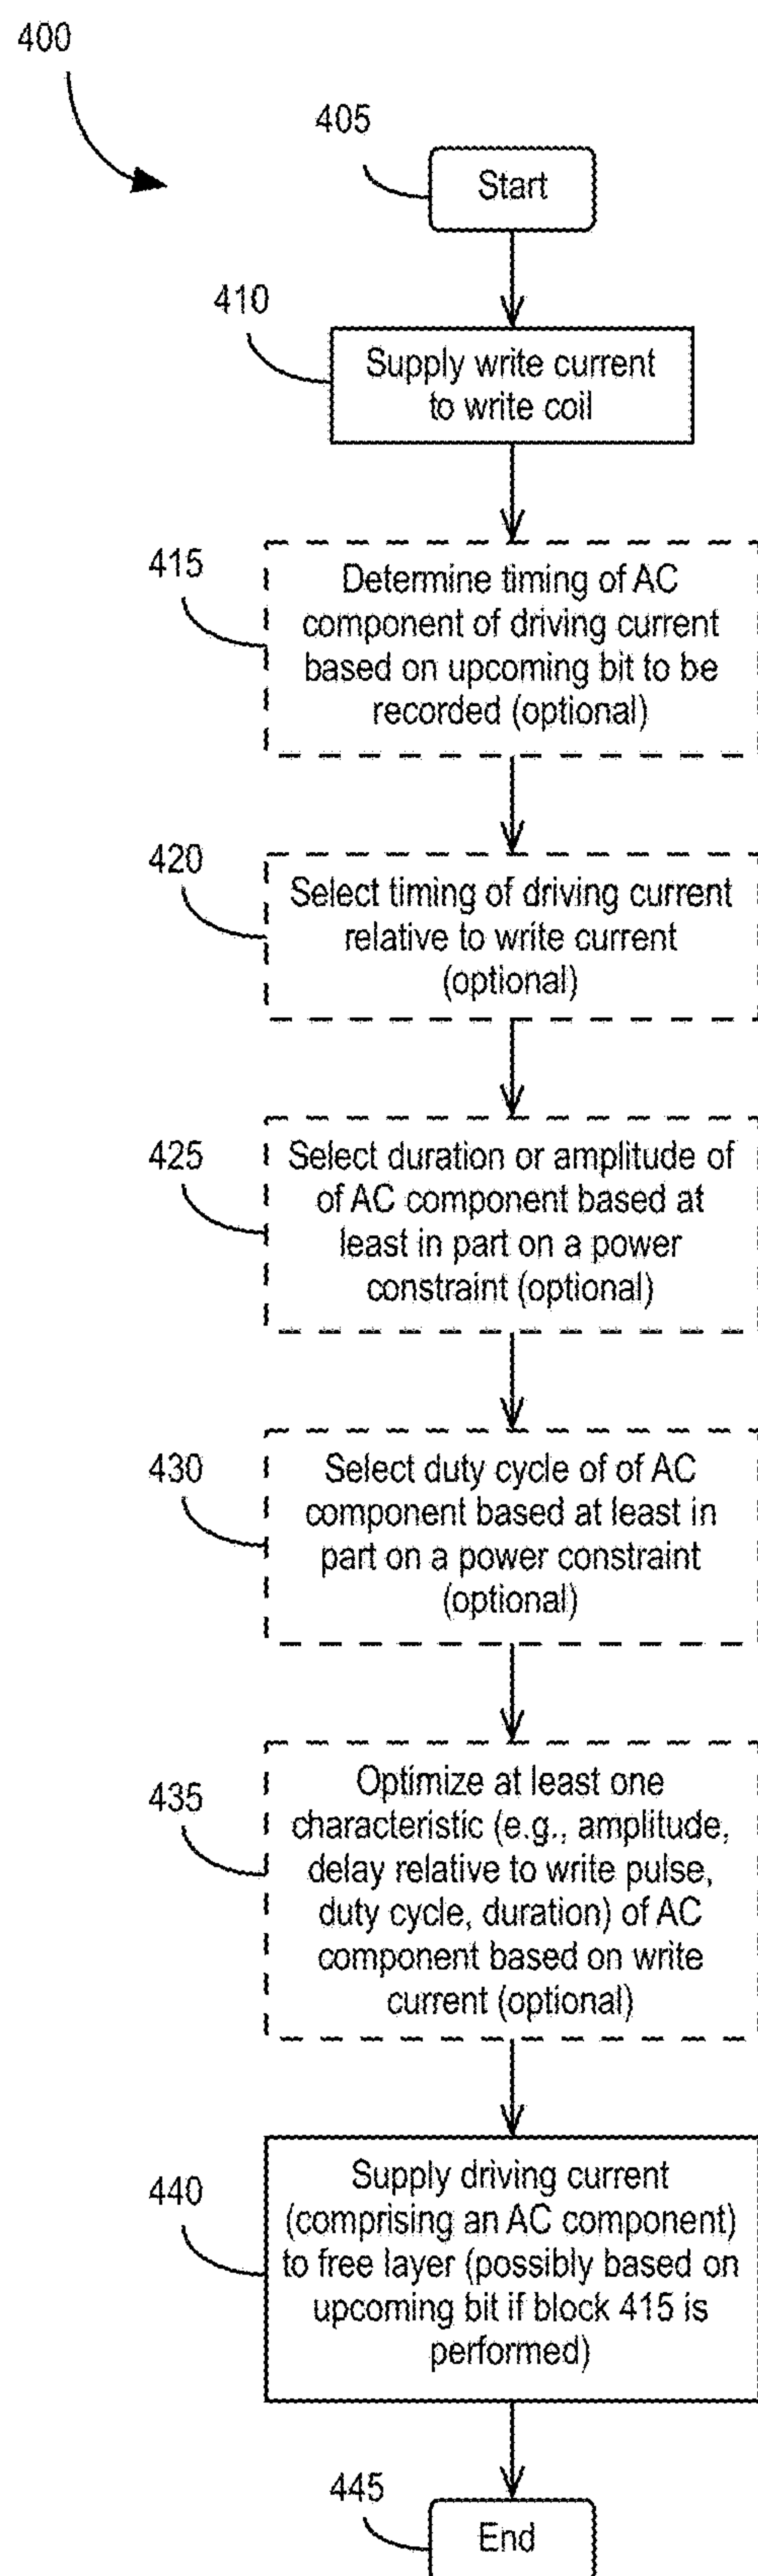 400
405
Start
410
Supply write current
to write coil
415
Determine timing of AC
component of driving current
based on upcoming bit to be
recorded (optional)
420
Select timing of driving current
relative to write current
(optional)
425
Select duration or amplitude of
of AC component based at
least in part on a power
constraint (optional)
430
Select duty cycle of of AC
component based at least in
part on a power constraint
(optional)
435
Optimize at least one
characteristic (e.g., amplitude,
delay relative to write pulse,
duty cycle, duration) of AC
component based on write
current (optional)
440
Supply driving current
(comprising an AC component)
to free layer (possibly based on
upcoming bit if block 415 is
performed)
445
End